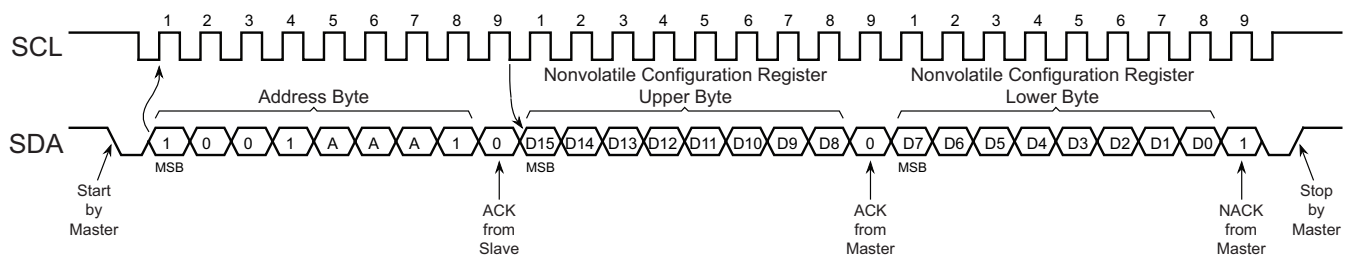 1 2 3 4 5 6 7 8 9 1 2 3 4 5 6 7 8 9 1 2 3 4 5 6 7 8 9
SCL
Nonvolatile Configuration Register Nonvolatile Configuration Register
Address Byte Upper Byte Lower Byte
SDA 1 0 0 1 A A A 1 0 D15 D14 D13 D12 D11 D10 D9 D8 0 D7 D6 D5 D4 D3 D2 D1 D0 1
MSB MSB MSB
Start by Master
ACK from Slave
ACK from Master
NACK from Master
Stop by Master